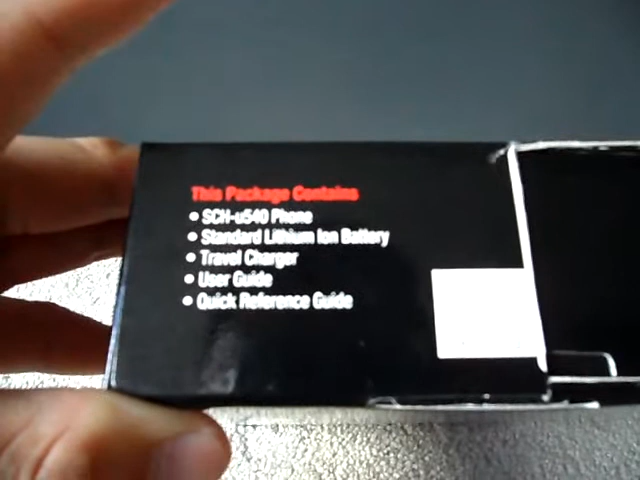 This Package Contains
• SCH-u540 Phone
• Standard Lithium Ion Battery
• Travel Charger
• User Guide
• Quick Reference Guide